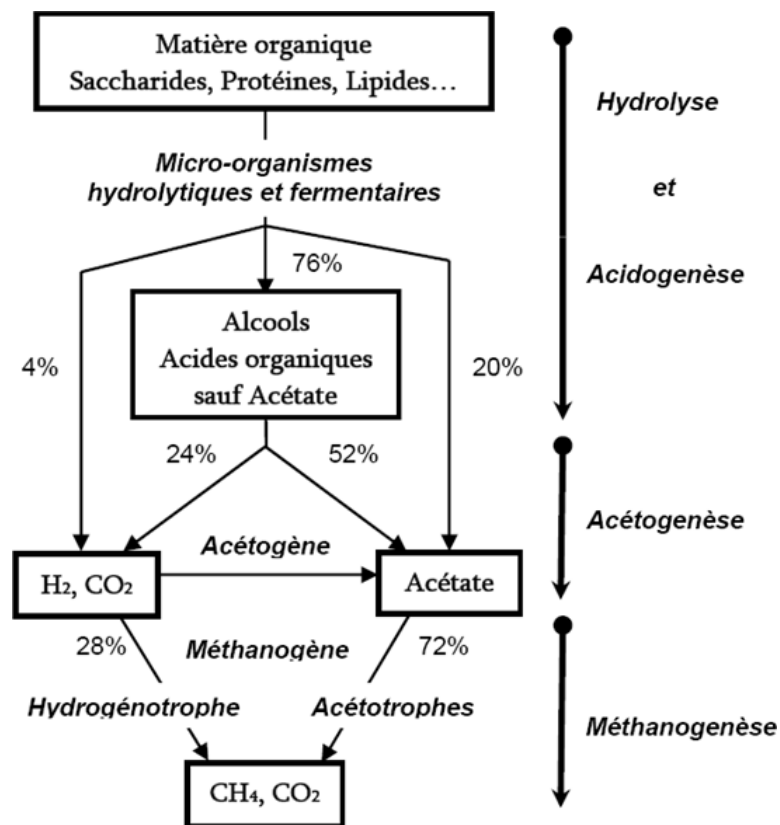 Matière organique
Saccharides, Protéines, Lipides...
Hydrolyse
Micro-organismes
hydrolytiques et fermentaires
et
76%
Acidogenèse
Alcools
Acides organiques
sauf Acétate
4%
20%
24%
52%
Acétogène
Acétogenèse
H₂, CO₂
Acétate
28%
Méthanogène
72%
Hydrogénotrophe
Acétotrophes
Méthanogenèse
CH₄, CO₂